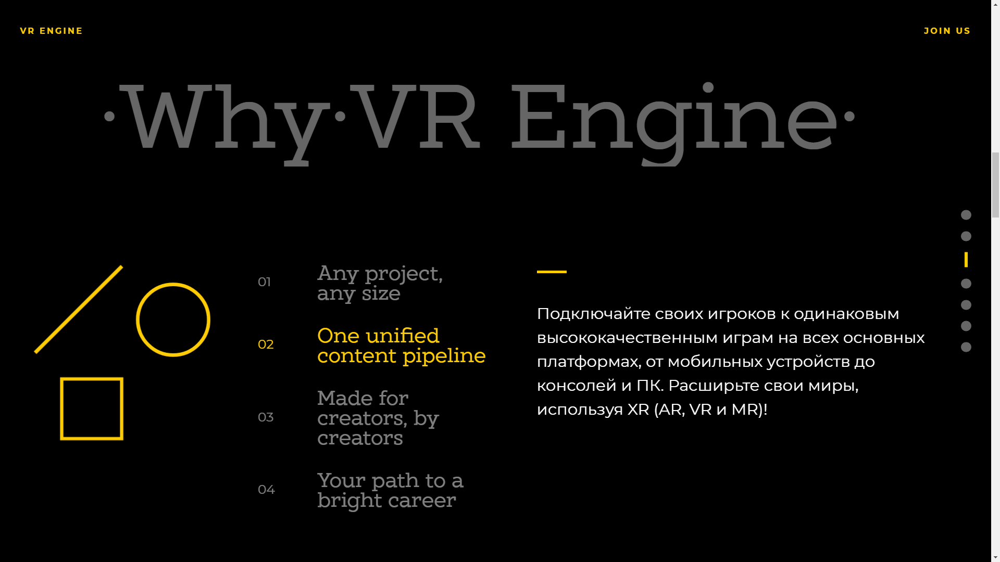 VR ENGINE
JOIN US
·Why·VR Engine·
01
Any project,
any size
02
One unified
content pipeline
03
Made for
creators, by
creators
04
Your path to a
bright career
Подключайте своих игроков к одинаковым
высококачественным играм на всех основных
платформах, от мобильных устройств до
консолей и ПК. Расширьте свои миры,
используя XR (AR, VR и MR)!